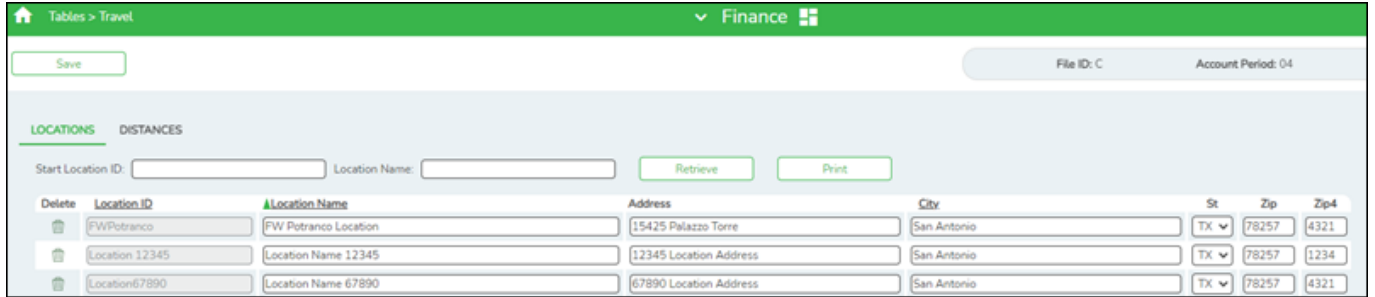 Tables > Travel Finance
Save File ID: C Account Period: 04
LOCATIONS DISTANCES
Start Location ID: Location Name: Retrieve Print
Delete Location ID Location Name Address City St Zip Zip4
FWPotranco FW Potranco Location 15425 Palazzo Torre San Antonio TX 78257 4321
Location 12345 Location Name 12345 12345 Location Address San Antonio TX 78257 1234
Location67890 Location Name 67890 67890 Location Address San Antonio TX 78257 4321